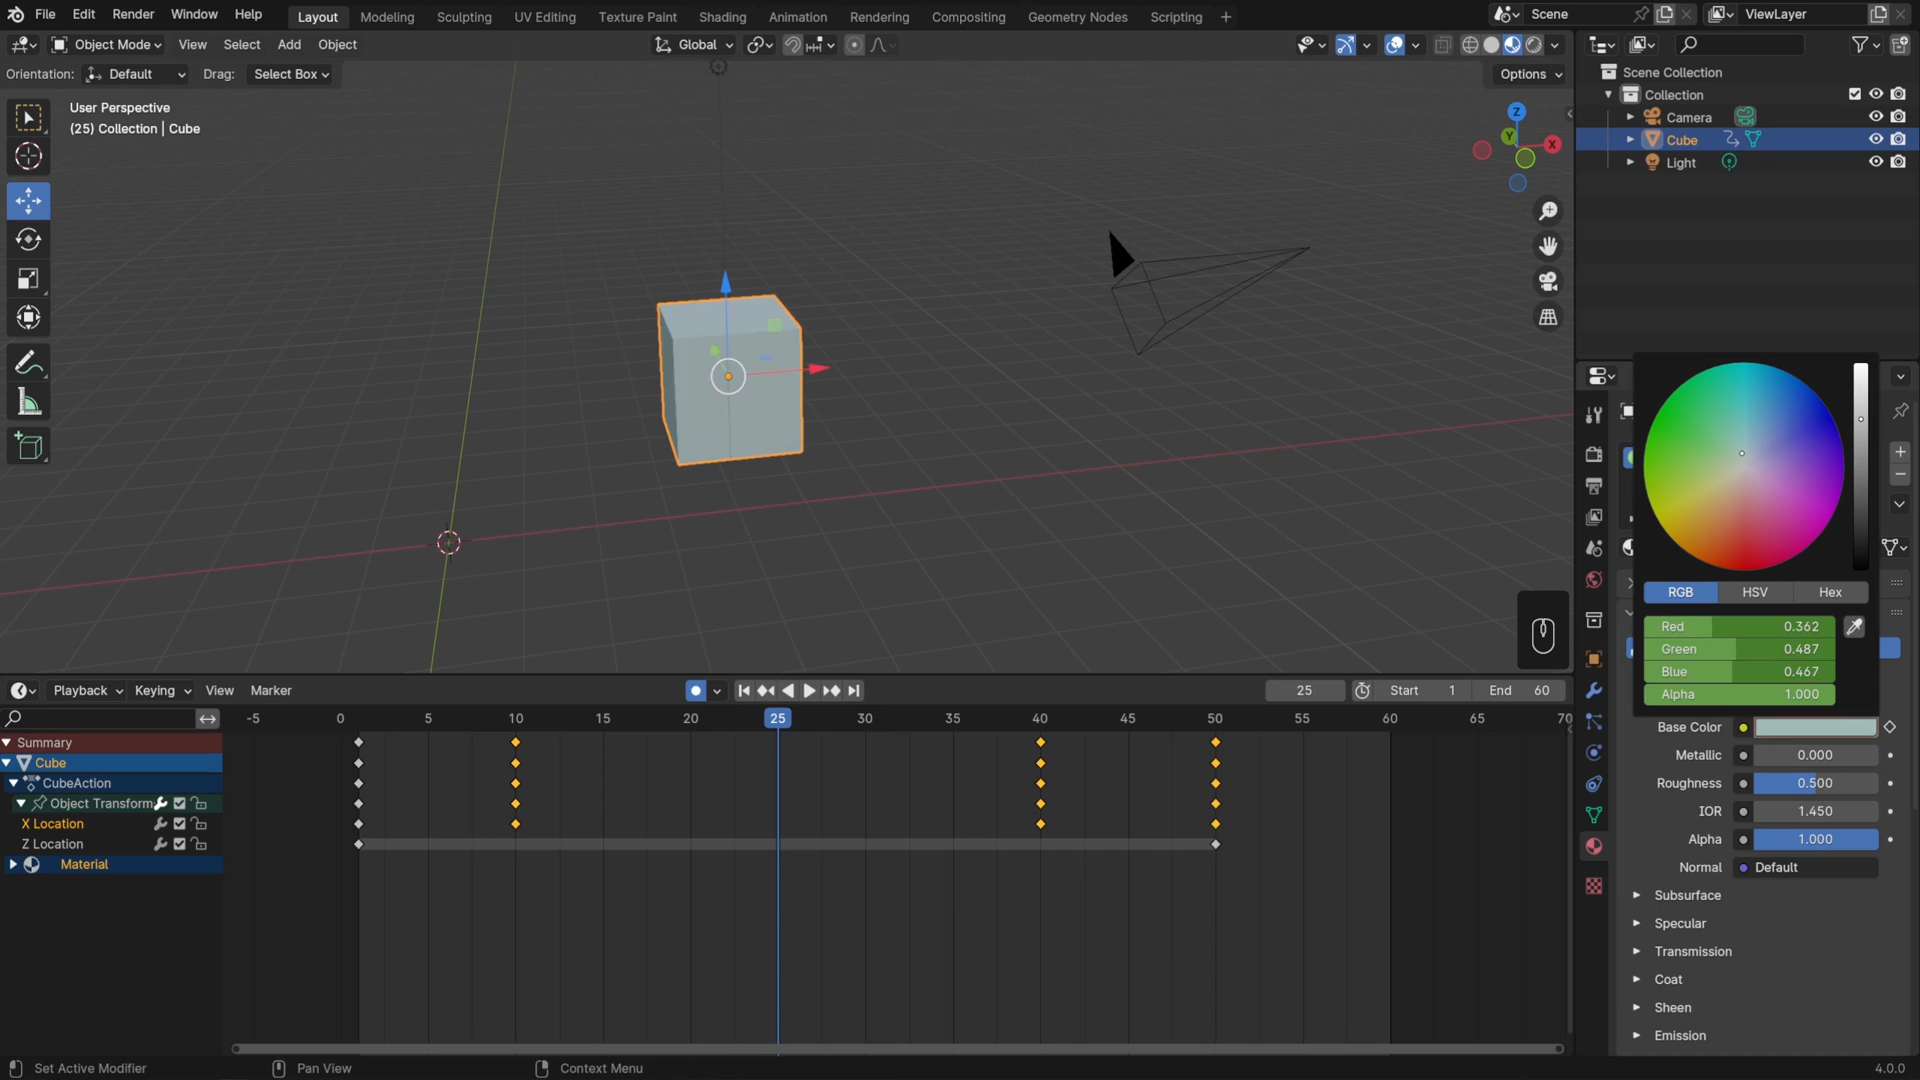 File Edit Render Window Help Layout Modeling Sculpting UV Editing Texture Paint Shading Animation Rendering Compositing Geometry Nodes Scripting + Scene ViewLayer
Object Mode View Select Add Object Global
Orientation: Default Drag: Select Box Options
User Perspective
(25) Collection | Cube
Z
Y
X
Scene Collection
Collection
Camera
Cube
Light
RGB HSV Hex
Red 0.362
Green 0.487
Blue 0.467
Alpha 1.000
Base Color
Metallic 0.000
Roughness 0.500
IOR 1.450
Alpha 1.000
Normal Default
Subsurface
Specular
Transmission
Coat
Sheen
Emission
Playback Keying View Marker 25 Start 1 End 60
-5 0 5 10 15 20 25 30 35 40 45 50 55 60 65 70
Summary
Cube
CubeAction
Object Transform
X Location
Z Location
Material
Set Active Modifier Pan View Context Menu 4.0.0